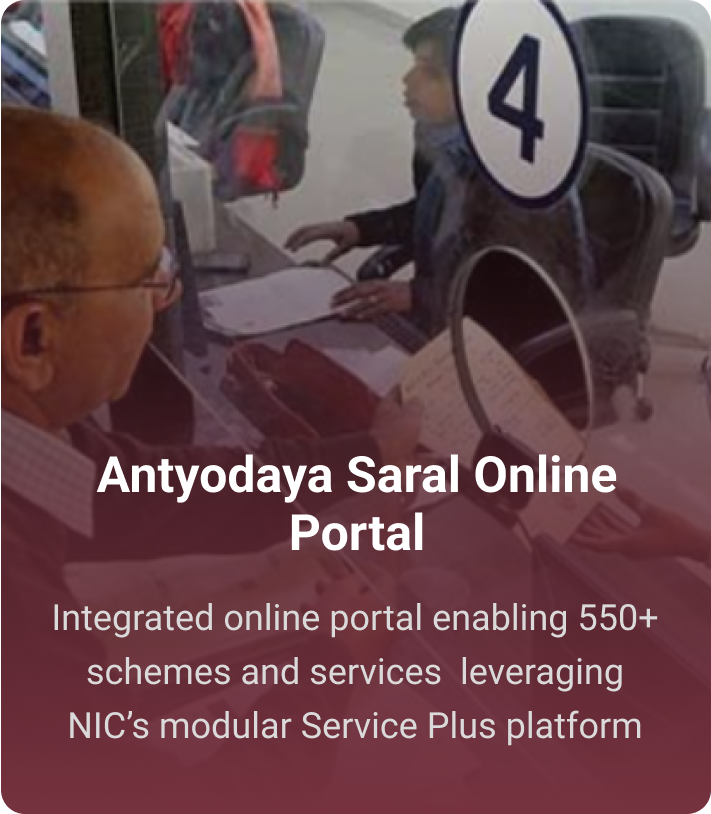 4
Antyodaya Saral Online
Portal
Integrated online portal enabling 550+
schemes and services  leveraging
NIC’s modular Service Plus platform